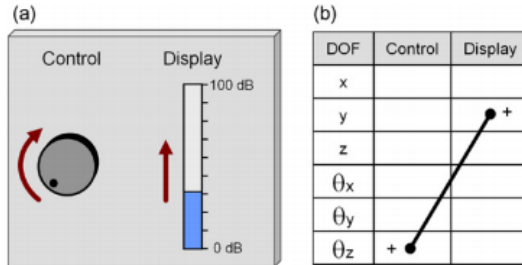 (a)
Control Display
100 dB
0 dB
(b)
DOF Control Display
x
y +
z
θx
θy
θz +